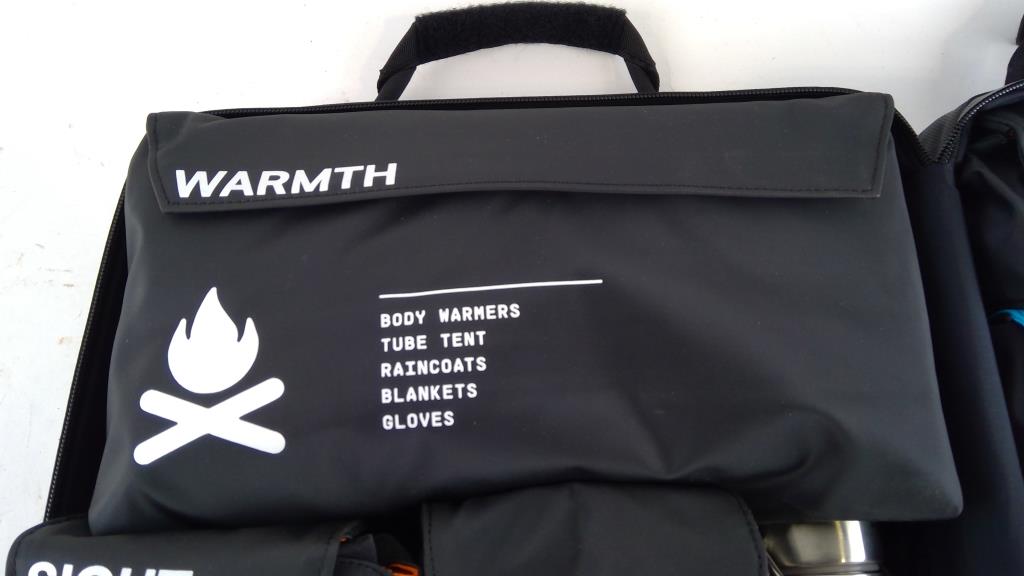 WARMTH
BODY WARMERS
TUBE TENT
RAINCOATS
BLANKETS
GLOVES